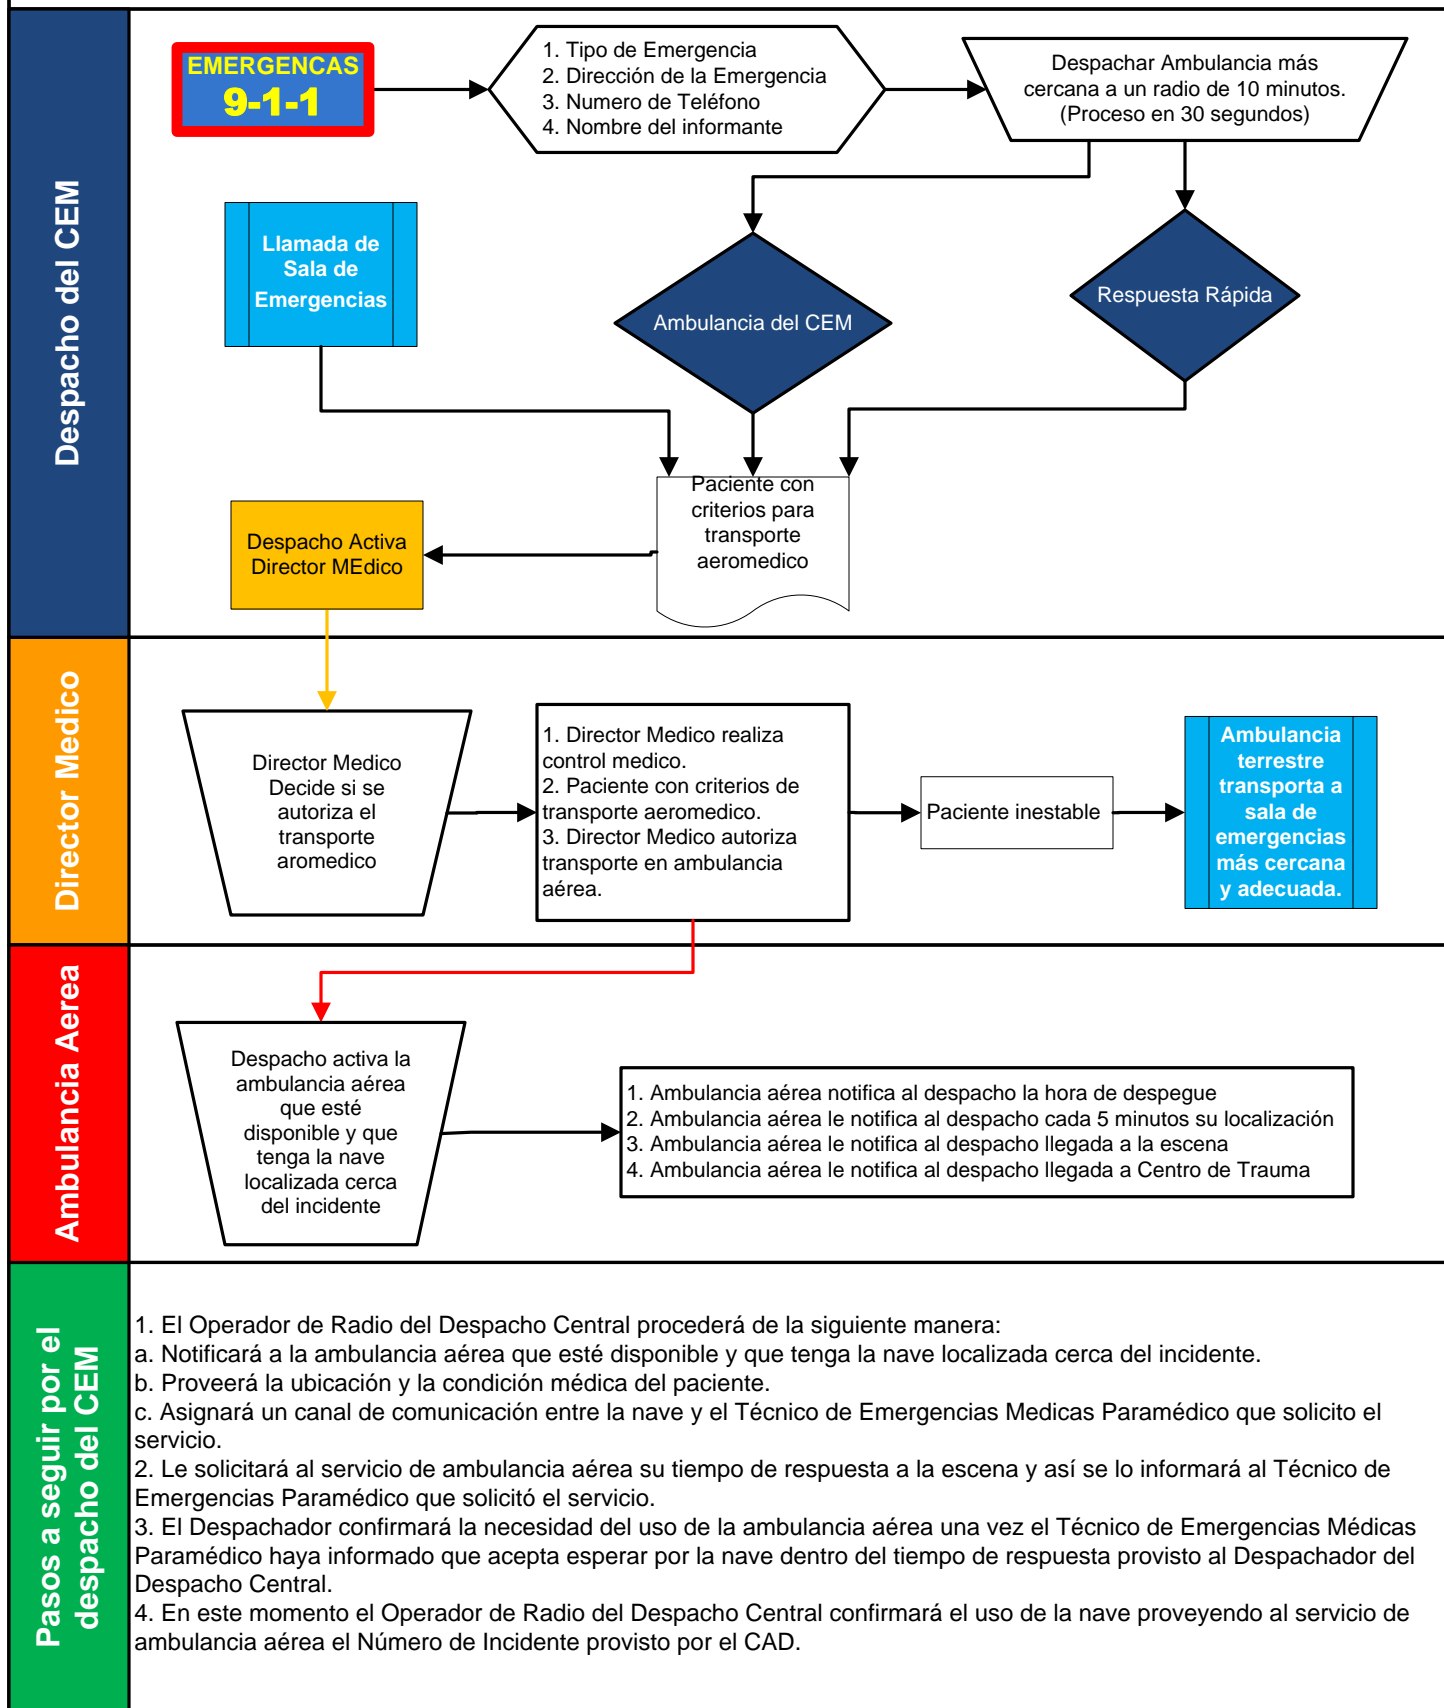 Despacho del CEM
EMERGENCAS
9-1-1
1. Tipo de Emergencia
2. Dirección de la Emergencia
3. Numero de Teléfono
4. Nombre del informante
Despachar Ambulancia más
cercana a un radio de 10 minutos.
(Proceso en 30 segundos)
Llamada de
Sala de
Emergencias
Ambulancia del CEM
Respuesta Rápida
Paciente con
criterios para
transporte
aeromedico
Despacho Activa
Director MEdico
Director Medico
Director Medico
Decide si se
autoriza el
transporte
aromedico
1. Director Medico realiza
control medico.
2. Paciente con criterios de
transporte aeromedico.
3. Director Medico autoriza
transporte en ambulancia
aérea.
Paciente inestable
Ambulancia
terrestre
transporta a
sala de
emergencias
más cercana
y adecuada.
Ambulancia Aerea
Despacho activa la
ambulancia aérea
que esté
disponible y que
tenga la nave
localizada cerca
del incidente
1. Ambulancia aérea notifica al despacho la hora de despegue
2. Ambulancia aérea le notifica al despacho cada 5 minutos su localización
3. Ambulancia aérea le notifica al despacho llegada a la escena
4. Ambulancia aérea le notifica al despacho llegada a Centro de Trauma
Pasos a seguir por el
despacho del CEM
1. El Operador de Radio del Despacho Central procederá de la siguiente manera:
a. Notificará a la ambulancia aérea que esté disponible y que tenga la nave localizada cerca del incidente.
b. Proveerá la ubicación y la condición médica del paciente.
c. Asignará un canal de comunicación entre la nave y el Técnico de Emergencias Medicas Paramédico que solicito el
servicio.
2. Le solicitará al servicio de ambulancia aérea su tiempo de respuesta a la escena y así se lo informará al Técnico de
Emergencias Paramédico que solicitó el servicio.
3. El Despachador confirmará la necesidad del uso de la ambulancia aérea una vez el Técnico de Emergencias Médicas
Paramédico haya informado que acepta esperar por la nave dentro del tiempo de respuesta provisto al Despachador del
Despacho Central.
4. En este momento el Operador de Radio del Despacho Central confirmará el uso de la nave proveyendo al servicio de
ambulancia aérea el Número de Incidente provisto por el CAD.